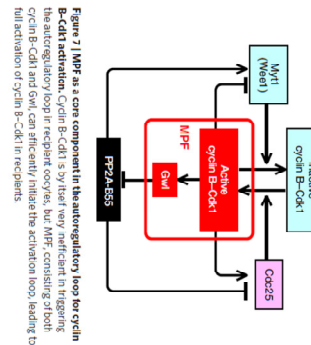 Myt1
(Wee1)
cyclin B–Cdk1
Cdc25
MPF
Active
cyclin B–Cdk1
Gwl
PP2A-B55
Figure 7 | MPF as a core component in the autoregulatory loop for cyclin
B–Cdk1 activation. Cyclin B–Cdk1 is by itself very inefficient in triggering
the autoregulatory loop in recipient oocytes, but MPF, consisting of both
cyclin B–Cdk1 and Gwl, can efficiently initiate the activation loop, leading to
full activation of cyclin B–Cdk1 in recipients